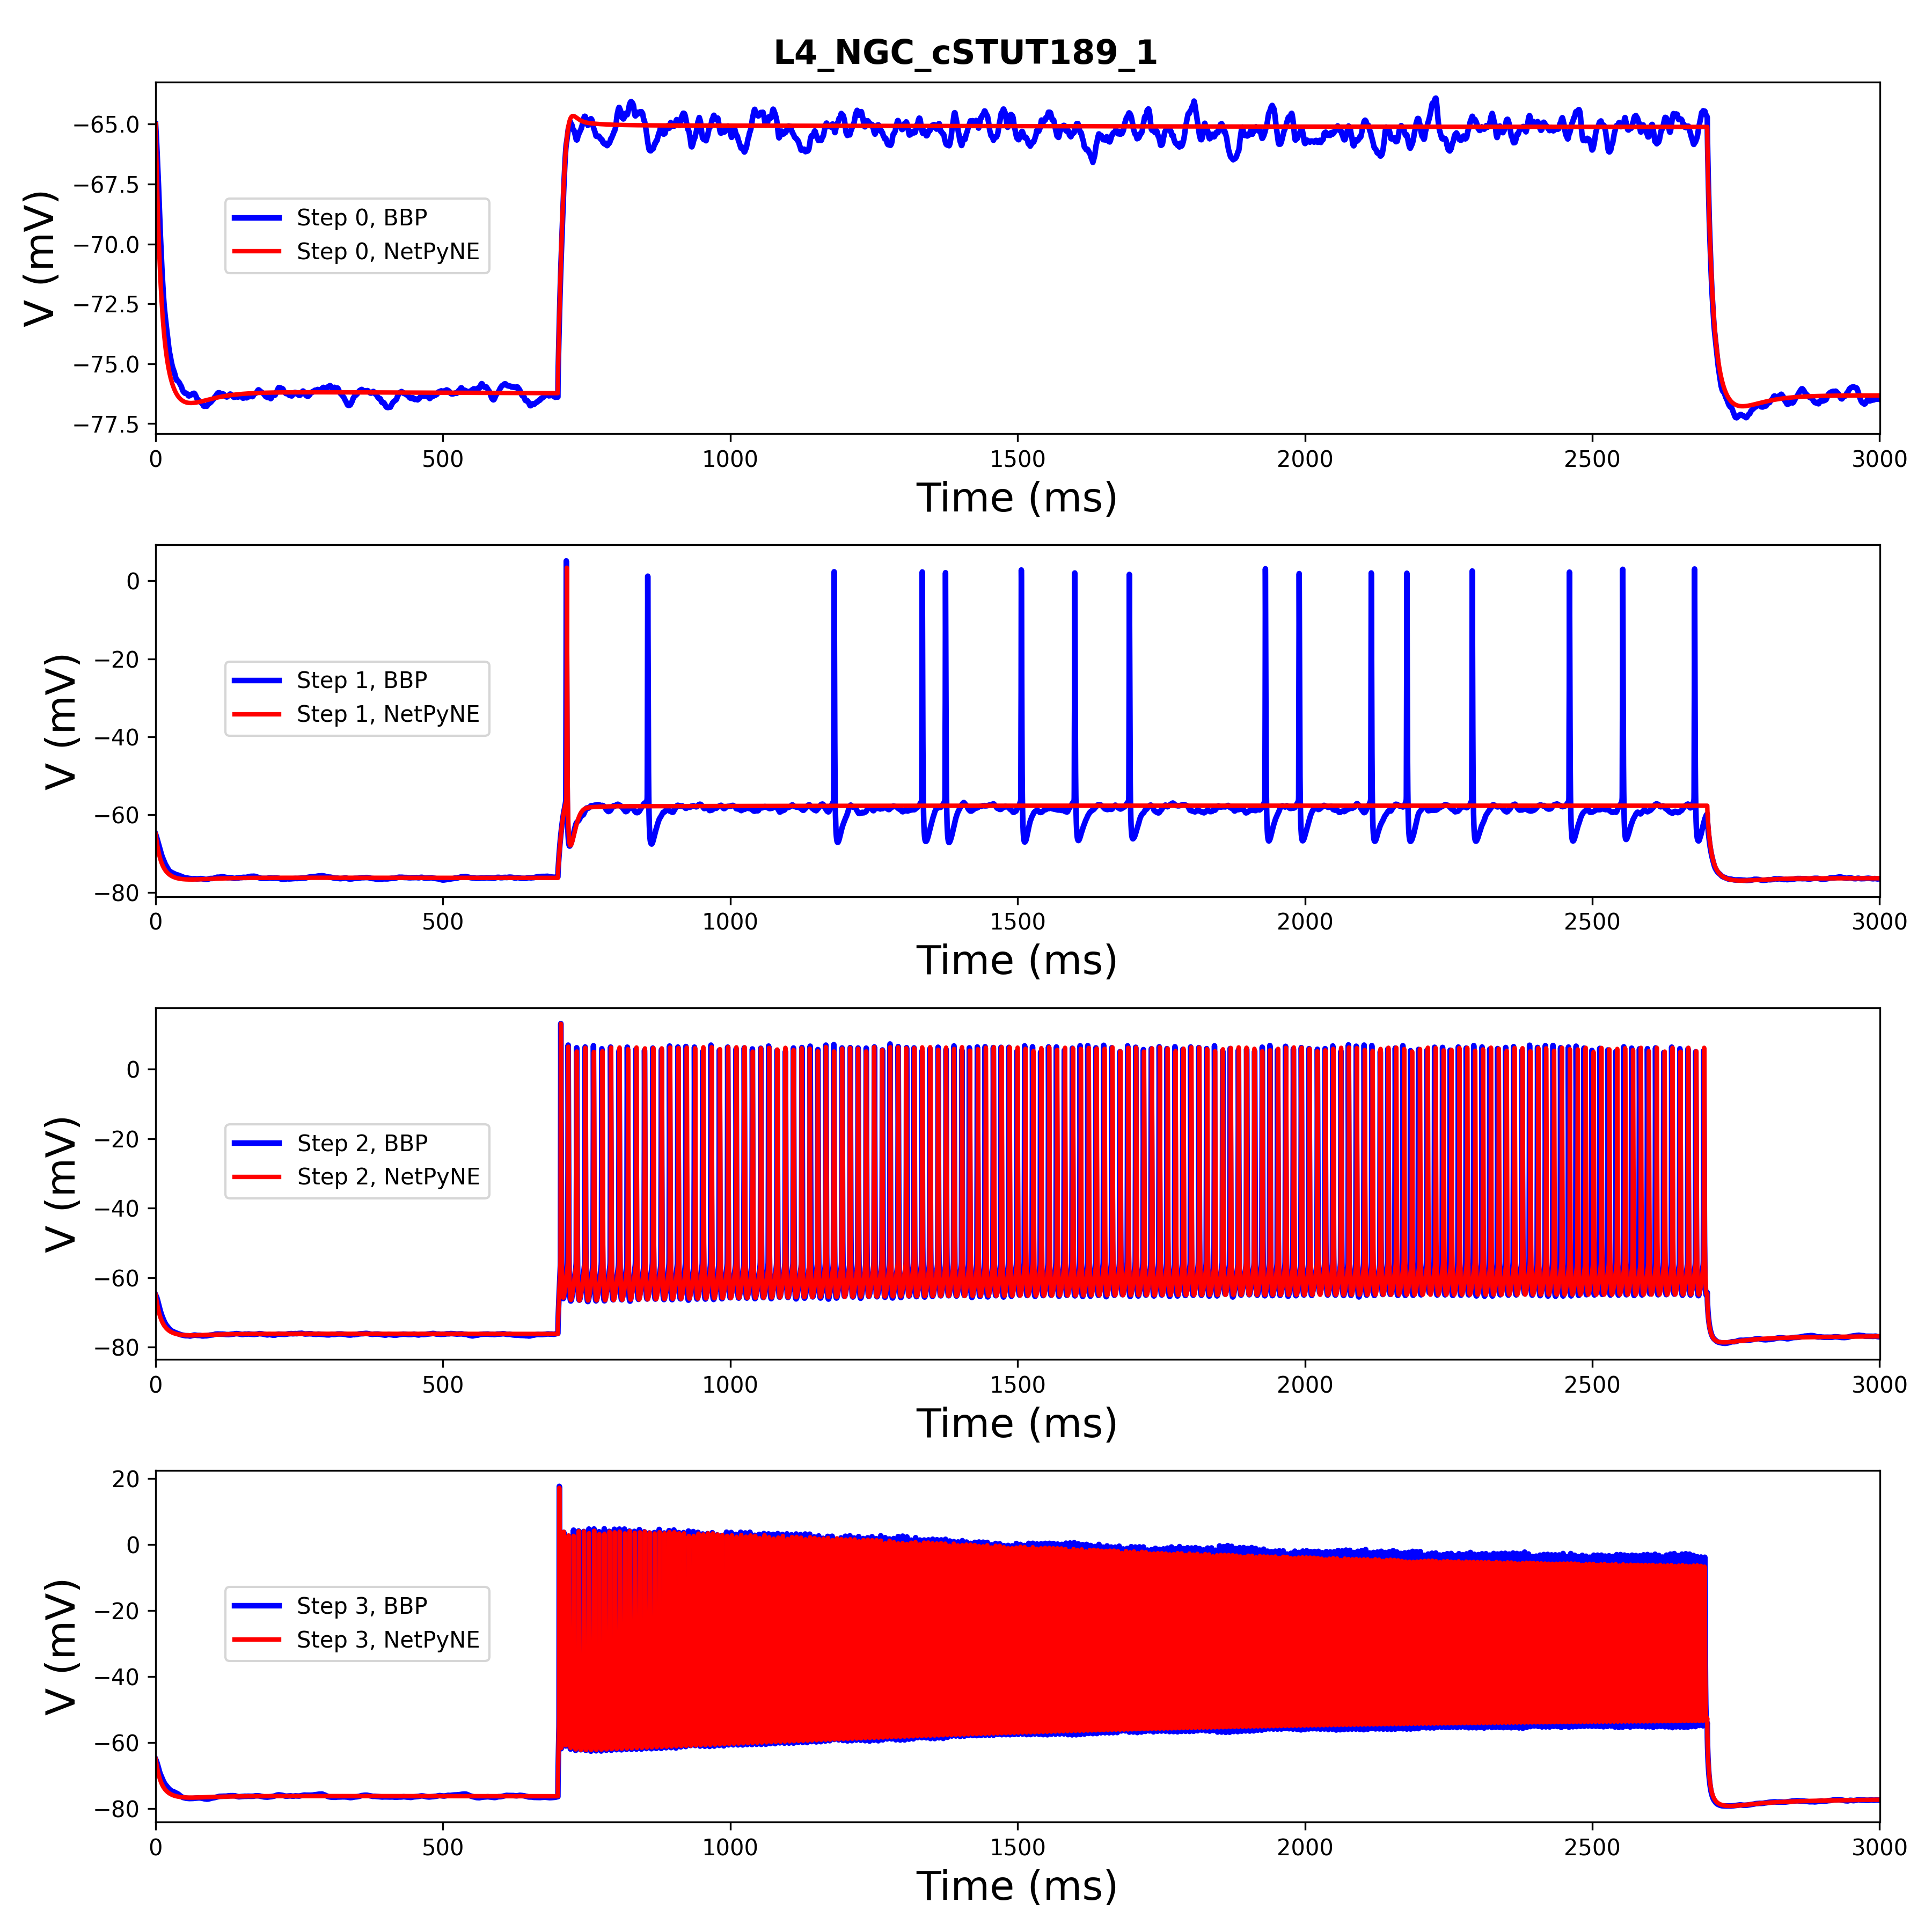 L4_NGC_cSTUT189_1
−65.0
−67.5
−70.0
−72.5
−75.0
−77.5
V (mV)
Step 0, BBP
Step 0, NetPyNE
0 500 1000 1500 2000 2500 3000
Time (ms)
0
−20
−40
−60
−80
V (mV)
Step 1, BBP
Step 1, NetPyNE
0 500 1000 1500 2000 2500 3000
Time (ms)
0
−20
−40
−60
−80
V (mV)
Step 2, BBP
Step 2, NetPyNE
0 500 1000 1500 2000 2500 3000
Time (ms)
20
0
−20
−40
−60
−80
V (mV)
Step 3, BBP
Step 3, NetPyNE
0 500 1000 1500 2000 2500 3000
Time (ms)